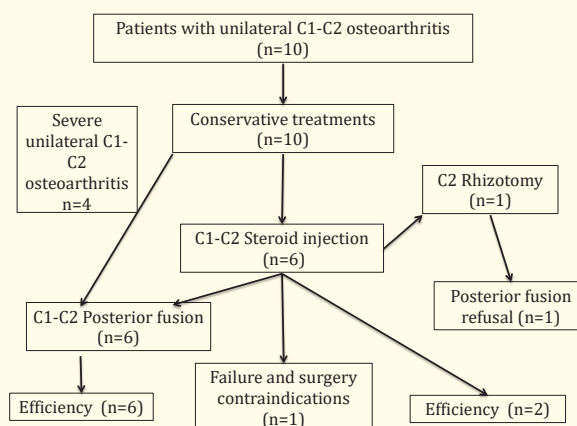 Patients with unilateral C1-C2 osteoarthritis
(n=10)
Severe
unilateral C1-
C2
osteoarthritis
n=4
Conservative treatments
(n=10)
C2 Rhizotomy
(n=1)
C1-C2 Steroid injection
(n=6)
Posterior fusion
refusal (n=1)
C1-C2 Posterior fusion
(n=6)
Efficiency (n=6)
Failure and surgery
contraindications
(n=1)
Efficiency (n=2)